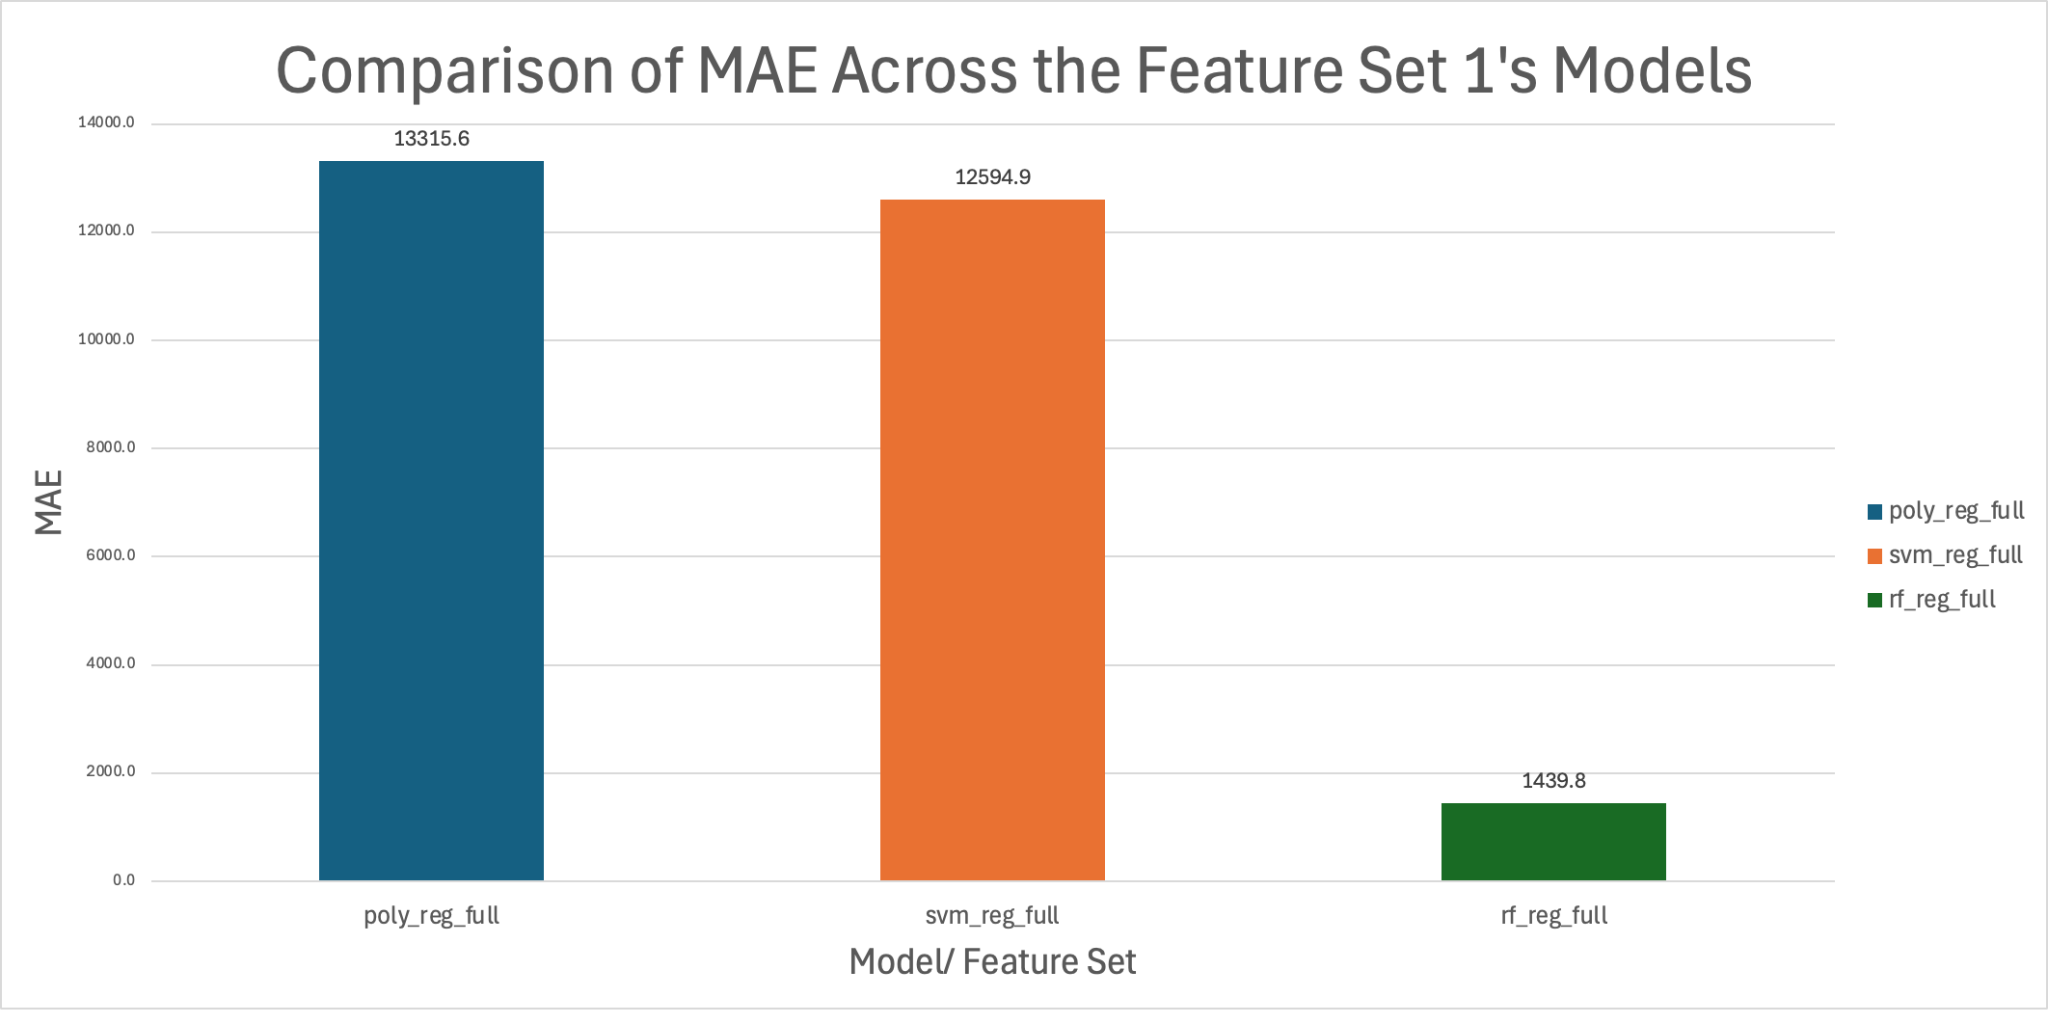 Comparison of MAE Across the Feature Set 1's Models
14000.0
12000.0
10000.0
8000.0
6000.0
4000.0
2000.0
0.0
MAE
13315.6
12594.9
1439.8
poly_reg_full
svm_reg_full
rf_reg_full
Model/ Feature Set
poly_reg_full
svm_reg_full
rf_reg_full